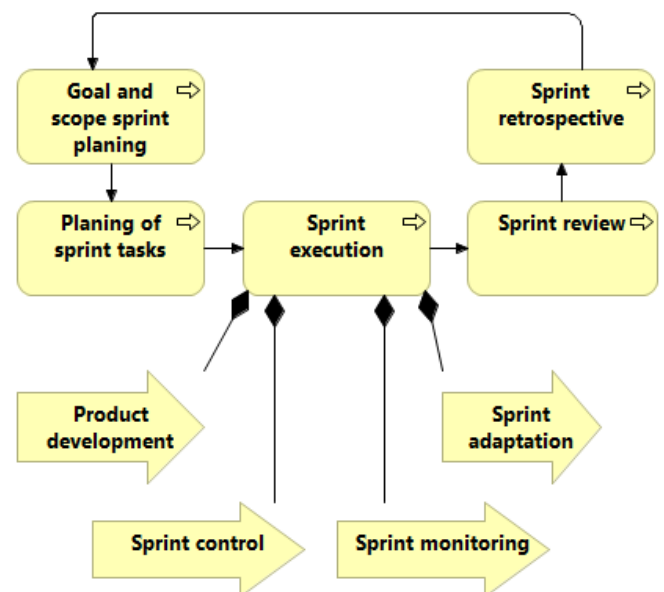 Goal and
scope sprint
planing
Sprint
retrospective
Planing of
sprint tasks
Sprint
execution
Sprint review
Product
development
Sprint
adaptation
Sprint control
Sprint monitoring